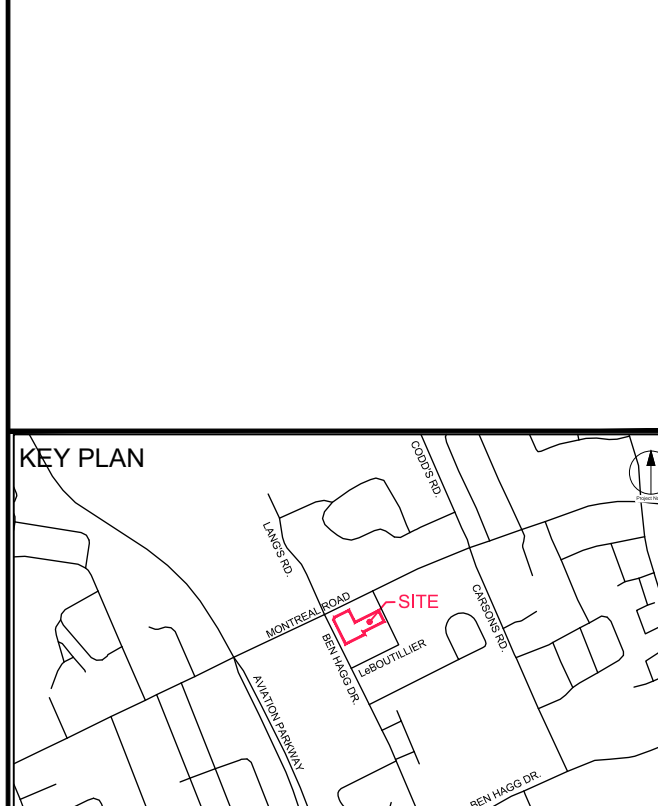 KEY PLAN
CODD'S RD.
LANG'S RD.
MONTREAL ROAD
SITE
CARSONS RD.
BEN HAGG DR.
LeBOUTILLIER
AVIATION PARKWAY
BEN HAGG DR.